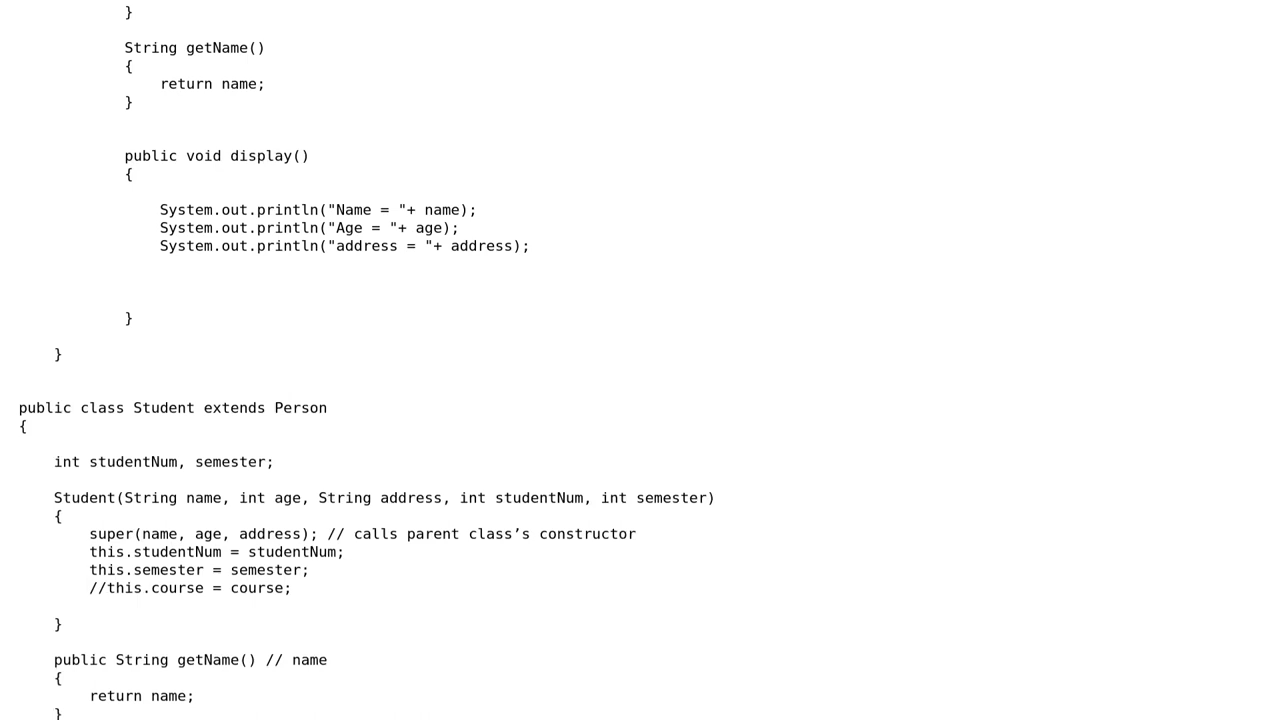 }
String getName()
{
return name;
}
public void display()
{
System.out.println("Name = "+ name);
System.out.println("Age = "+ age);
System.out.println("address = "+ address);
}
}
public class Student extends Person
{
int studentNum, semester;
Student(String name, int age, String address, int studentNum, int semester)
{
super(name, age, address); // calls parent class’s constructor
this.studentNum = studentNum;
this.semester = semester;
//this.course = course;
}
public String getName() // name
{
return name;
}